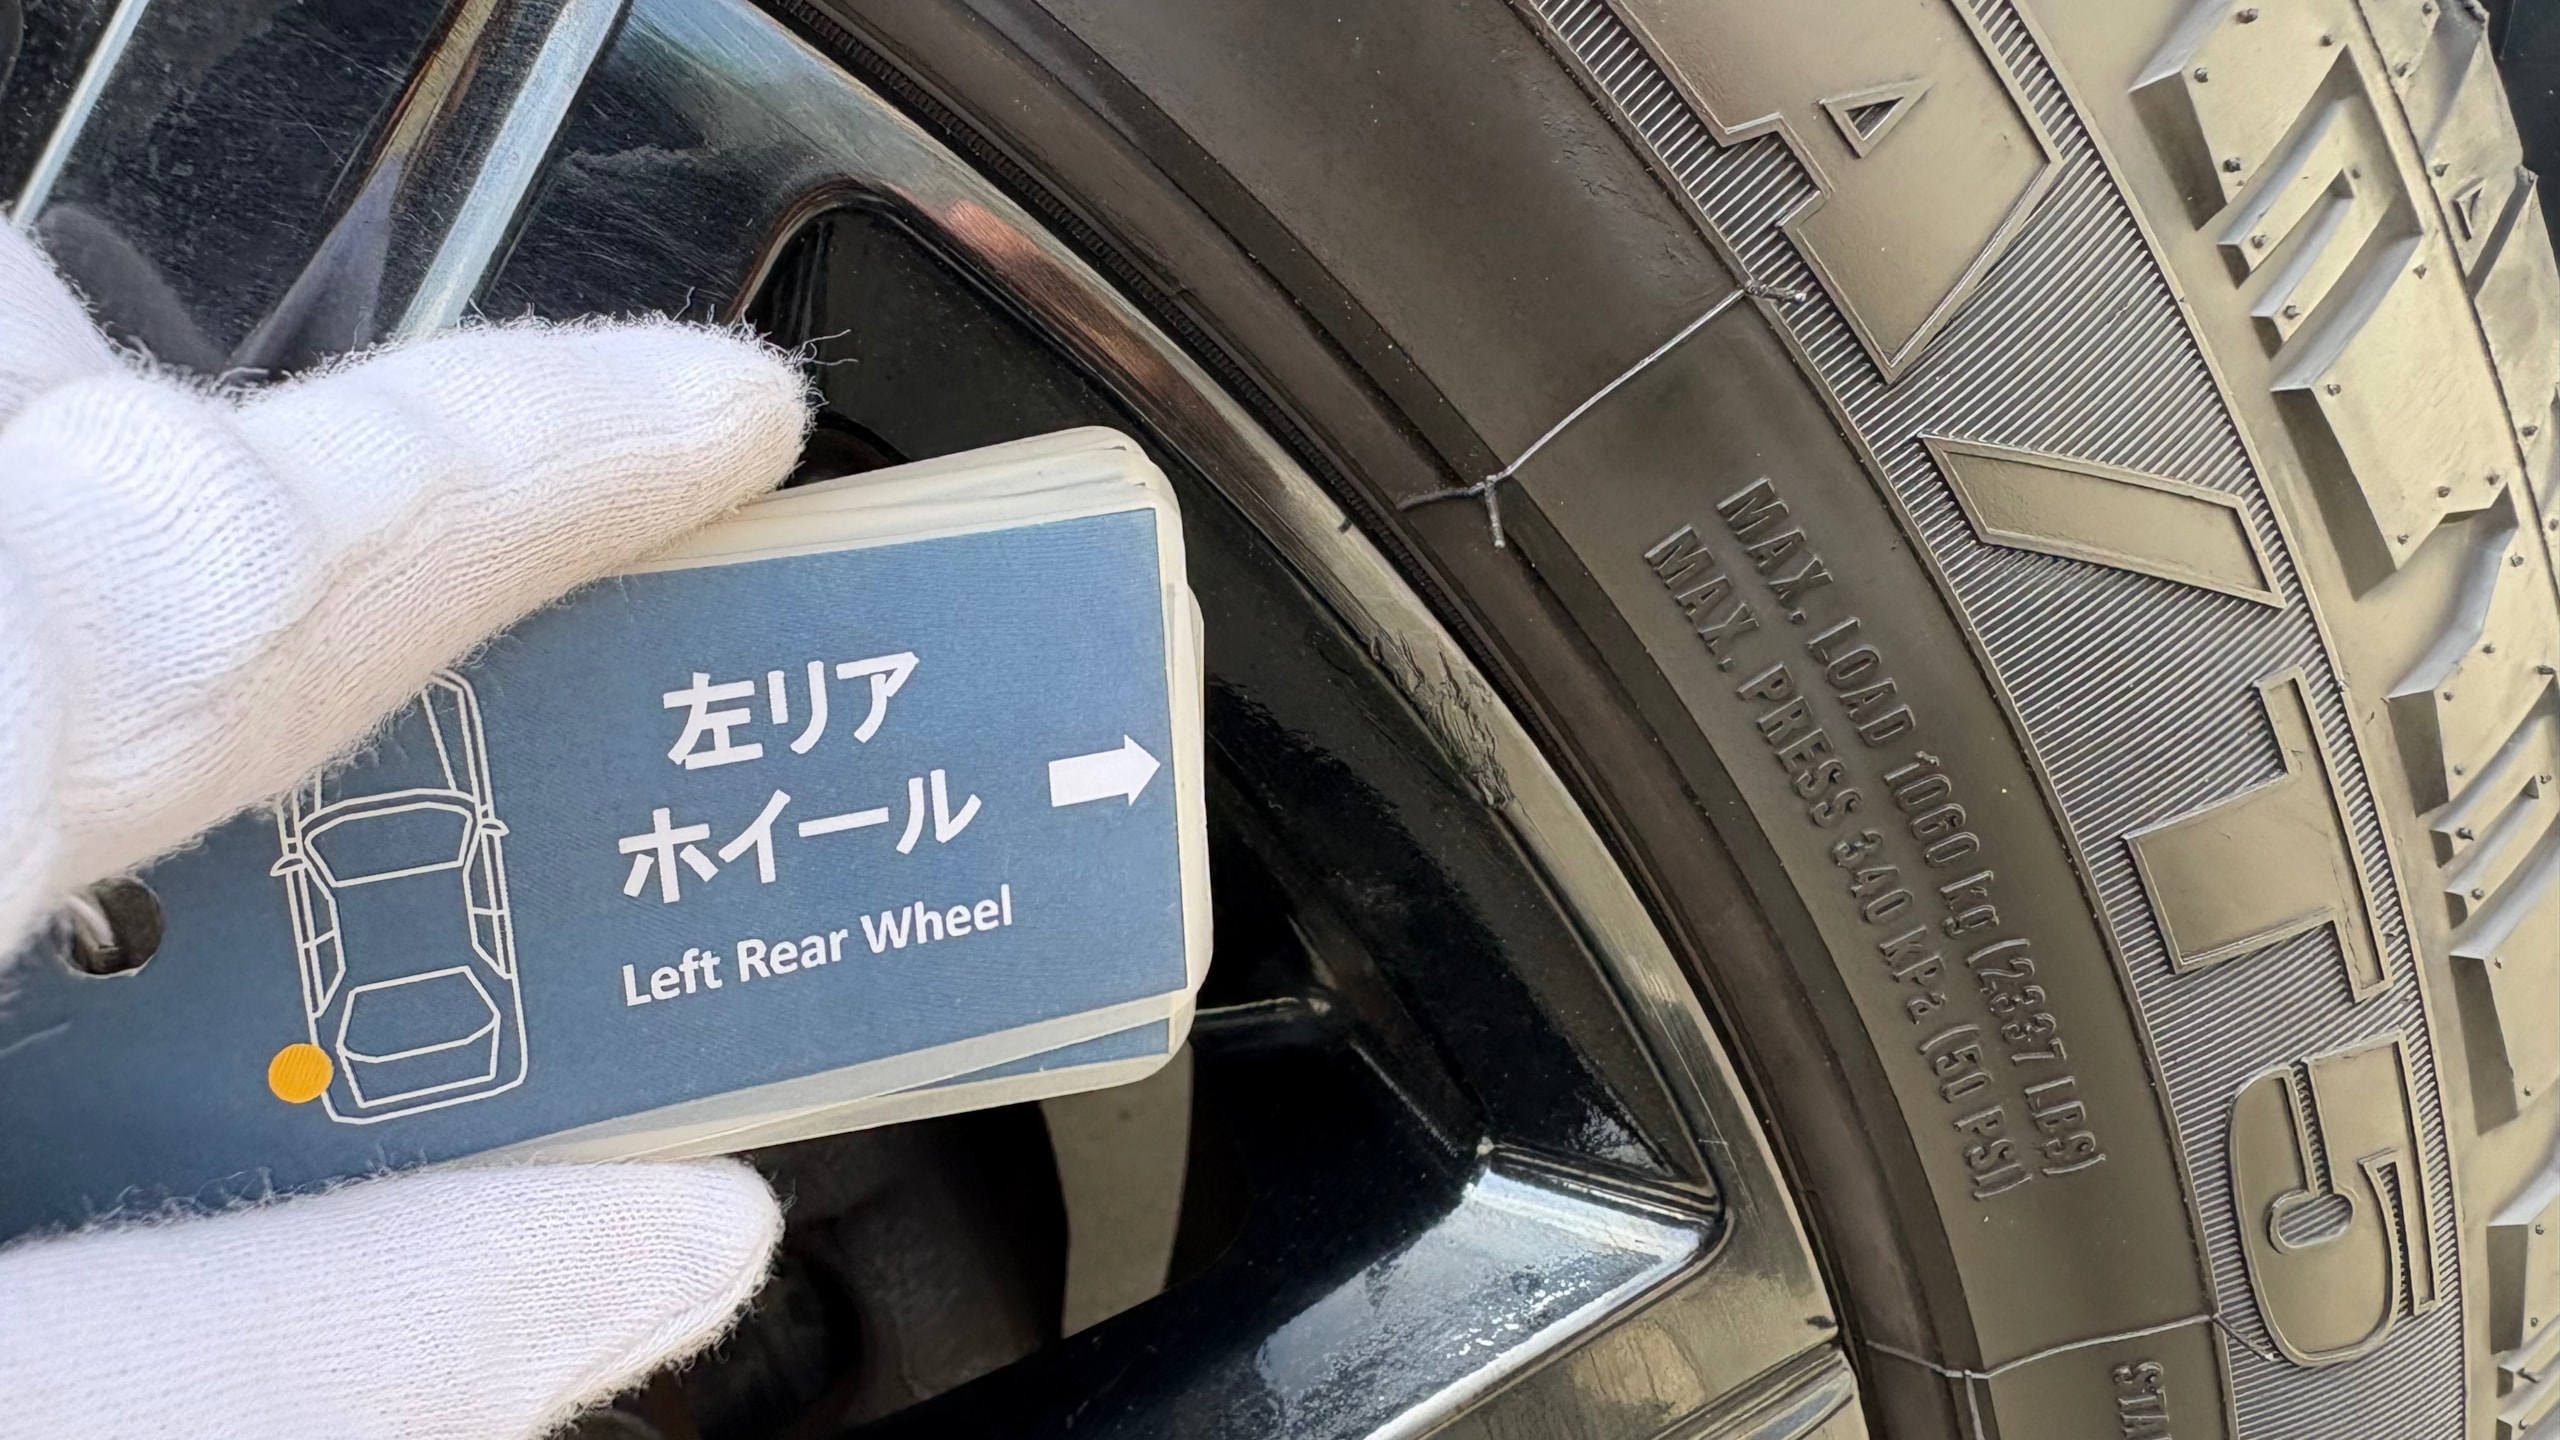 左リア
ホイール
Left Rear Wheel
MAX. LOAD 1060 kg (2337 LBS)
MAX. PRESS 340 kPa (50 PSI)
A/T
G
STA